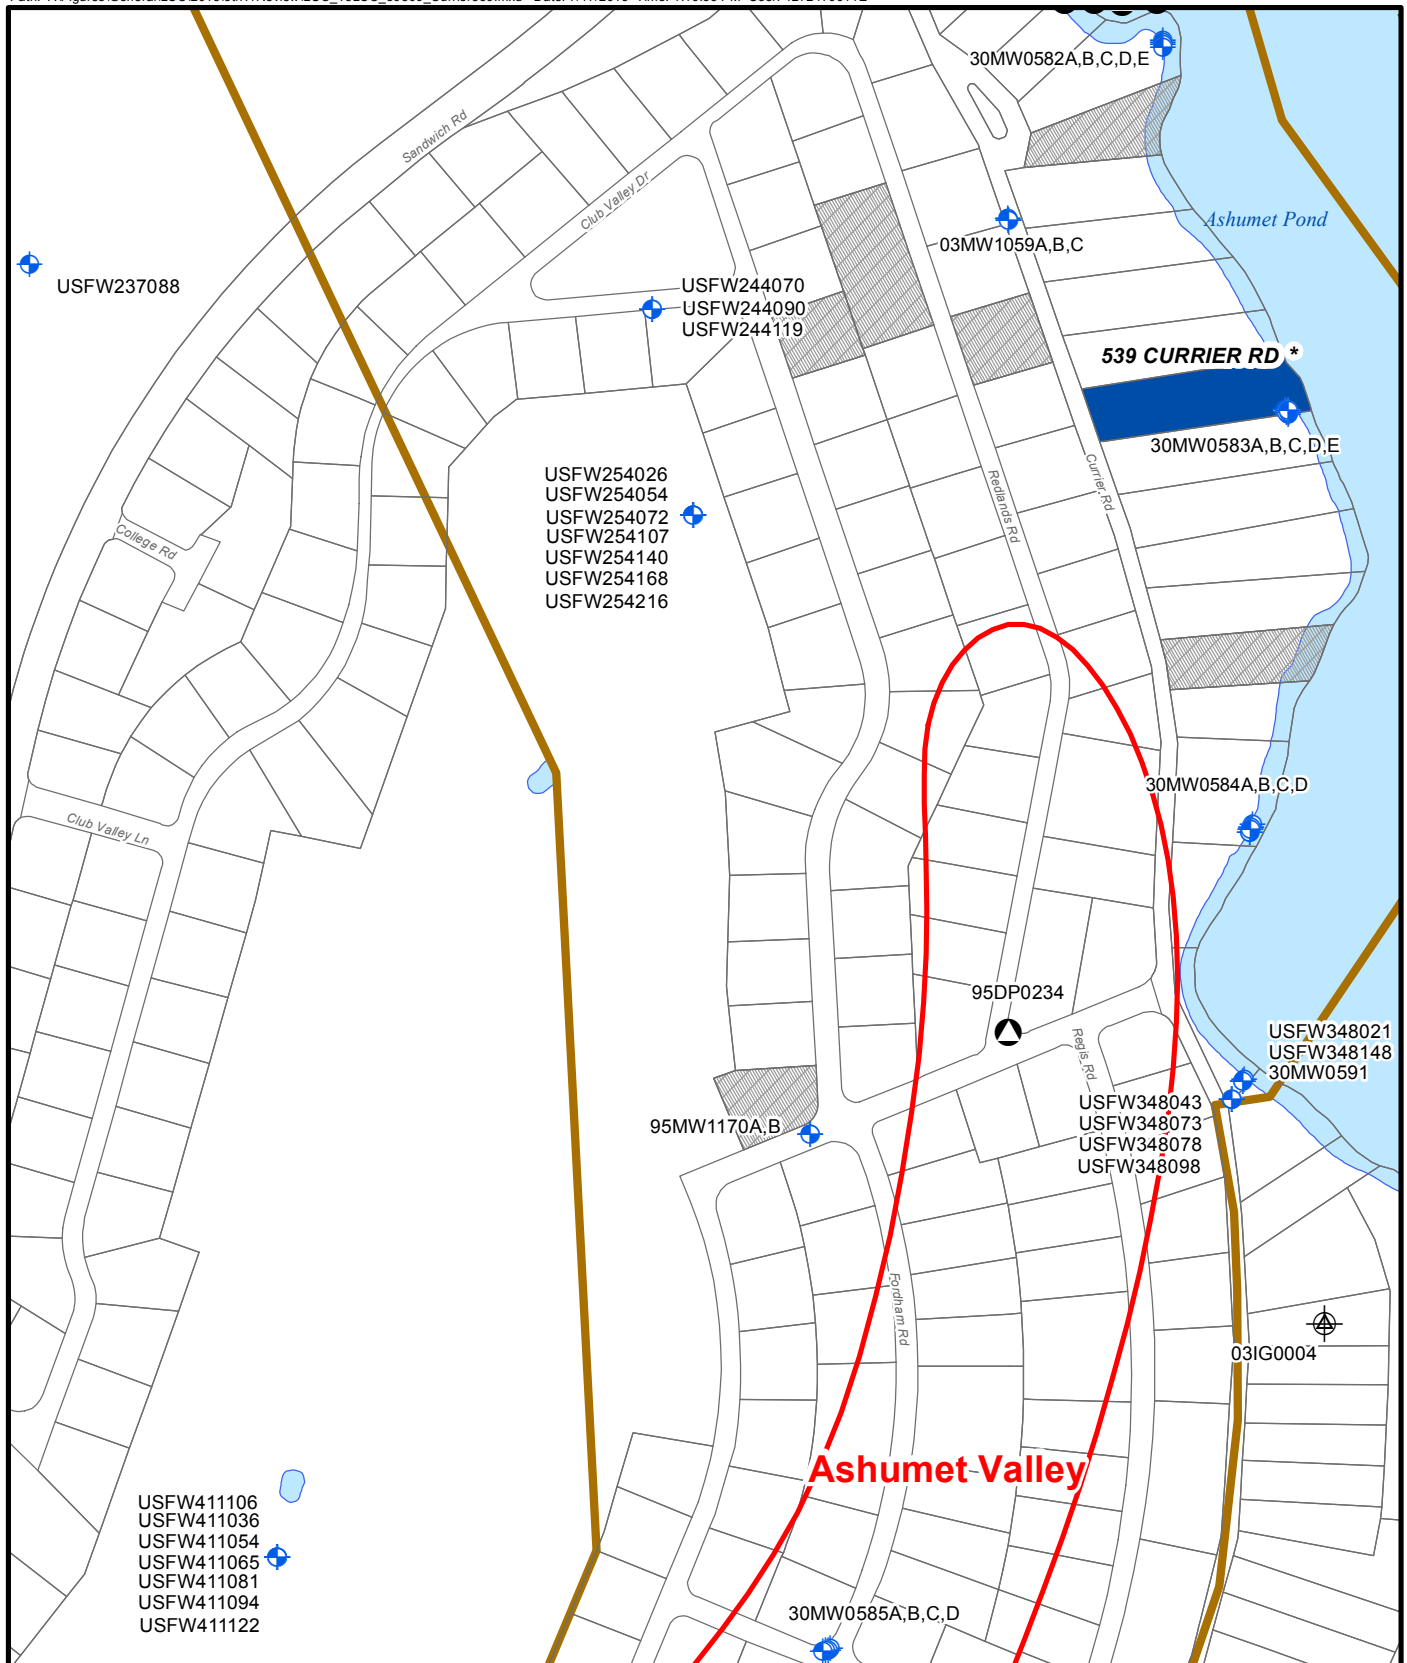 30MW0582A,B,C,D,E
Sandwich Rd
Club Valley Dr
Ashumet Pond
03MW1059A,B,C
USFW237088
USFW244070
USFW244090
USFW244119
539 CURRIER RD *
30MW0583A,B,C,D,E
USFW254026
USFW254054
USFW254072
USFW254107
USFW254140
USFW254168
USFW254216
Redlands Rd
Currier Rd
College Rd
30MW0584A,B,C,D
Club Valley Ln
95DP0234
Regis Rd
USFW348021
USFW348148
30MW0591
USFW348043
USFW348073
USFW348078
USFW348098
95MW1170A,B
Fordham Rd
03IG0004
Ashumet Valley
USFW411106
USFW411036
USFW411054
USFW411065
USFW411081
USFW411094
USFW411122
30MW0585A,B,C,D